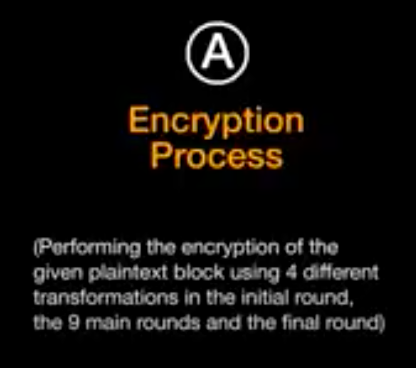 A
Encryption
Process
(Performing the encryption of the
given plaintext block using 4 different
transformations in the initial round,
the 9 main rounds and the final round)